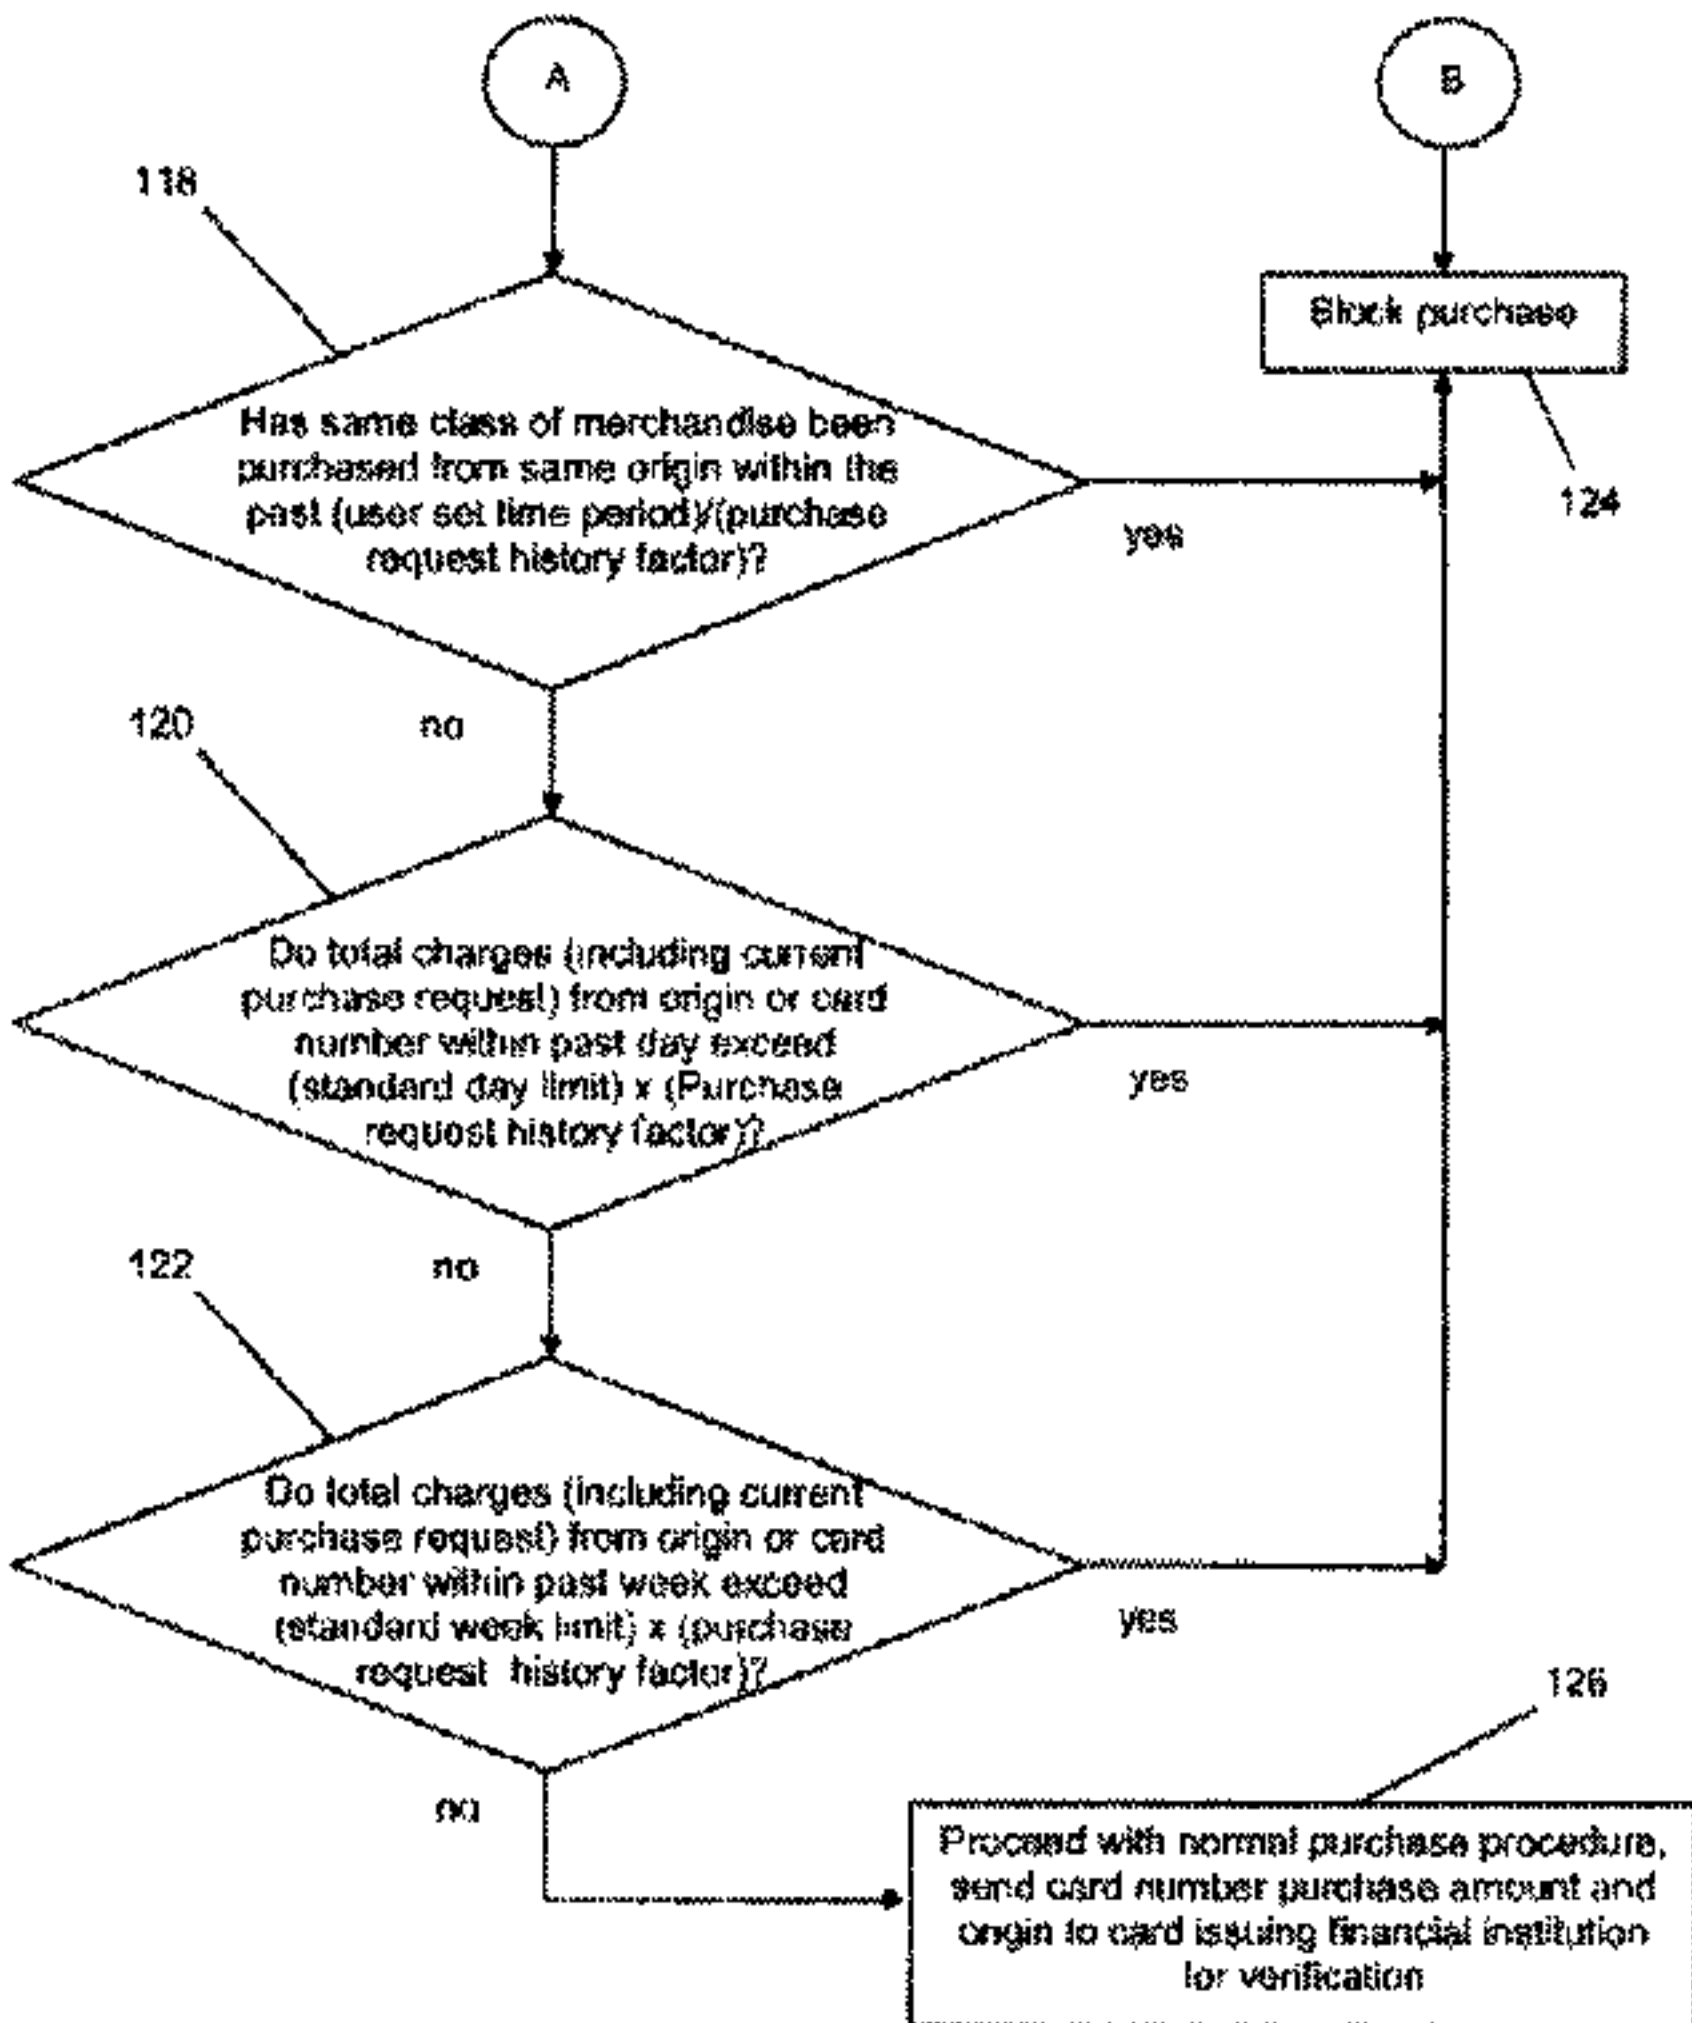 A
B
118
Block purchase
Has same class of merchandise been
purchased from same origin within the
past (user set time period)/(purchase
request history factor)?
124
yes
120
no
Do total charges (including current
purchase request) from origin or card
number within past day exceed
(standard day limit) x (Purchase
request history factor)?
yes
122
no
Do total charges (including current
purchase request) from origin or card
number within past week exceed
(standard week limit) x (purchase
request history factor)?
yes
126
no
Proceed with normal purchase procedure,
send card number purchase amount and
origin to card issuing financial institution
for verification